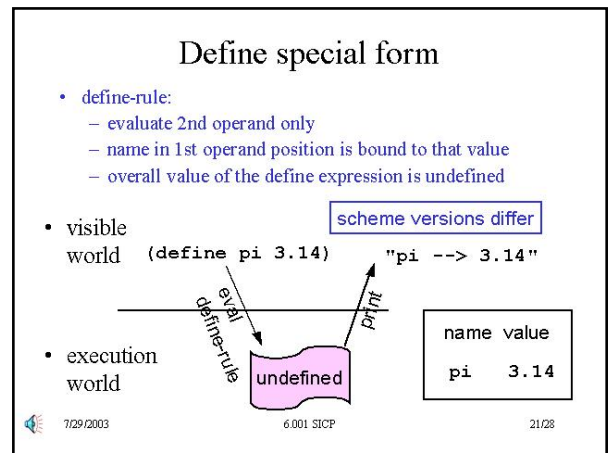 Define special form
• define-rule:
– evaluate 2nd operand only
– name in 1st operand position is bound to that value
– overall value of the define expression is undefined
scheme versions differ
• visible
world
(define pi 3.14)
"pi --> 3.14"
eval
define-rule
print
• execution
world
undefined
name value
pi 3.14
7/29/2003
6.001 SICP
21/28